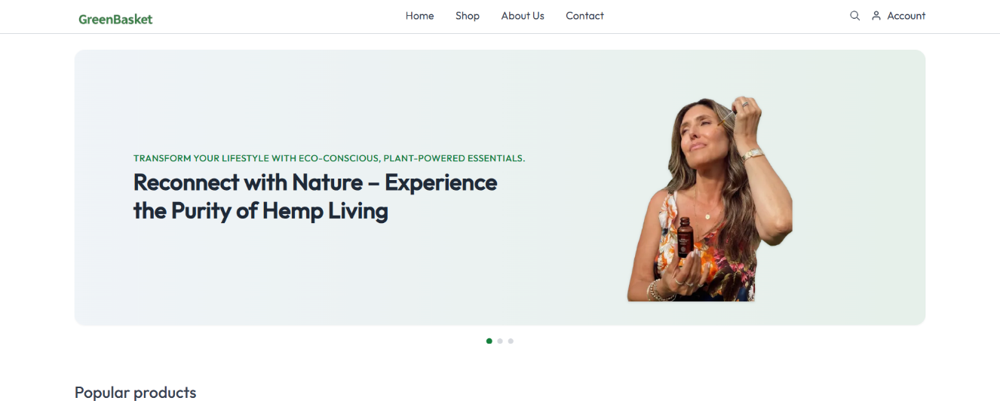 GreenBasket
Home
Shop
About Us
Contact
Account
TRANSFORM YOUR LIFESTYLE WITH ECO-CONSCIOUS, PLANT-POWERED ESSENTIALS.
Reconnect with Nature – Experience
the Purity of Hemp Living
Popular products